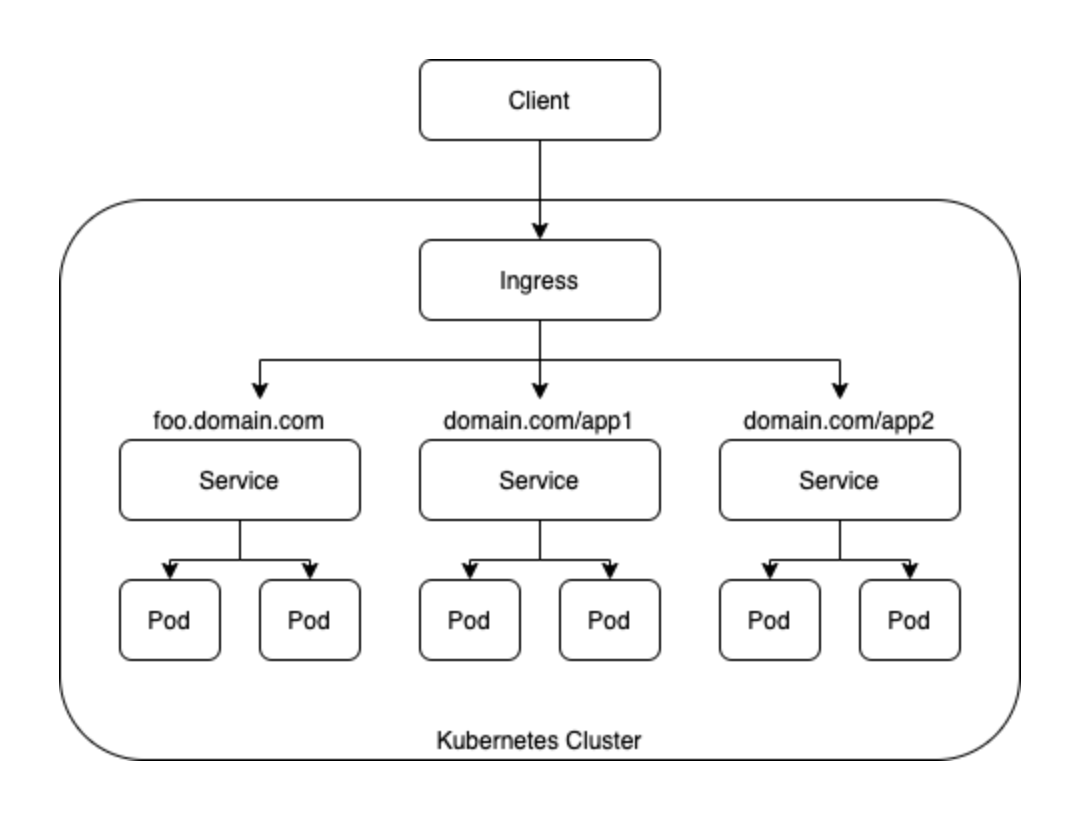 Client
Ingress
foo.domain.com
domain.com/app1
domain.com/app2
Service
Service
Service
Pod
Pod
Pod
Pod
Pod
Pod
Kubernetes Cluster